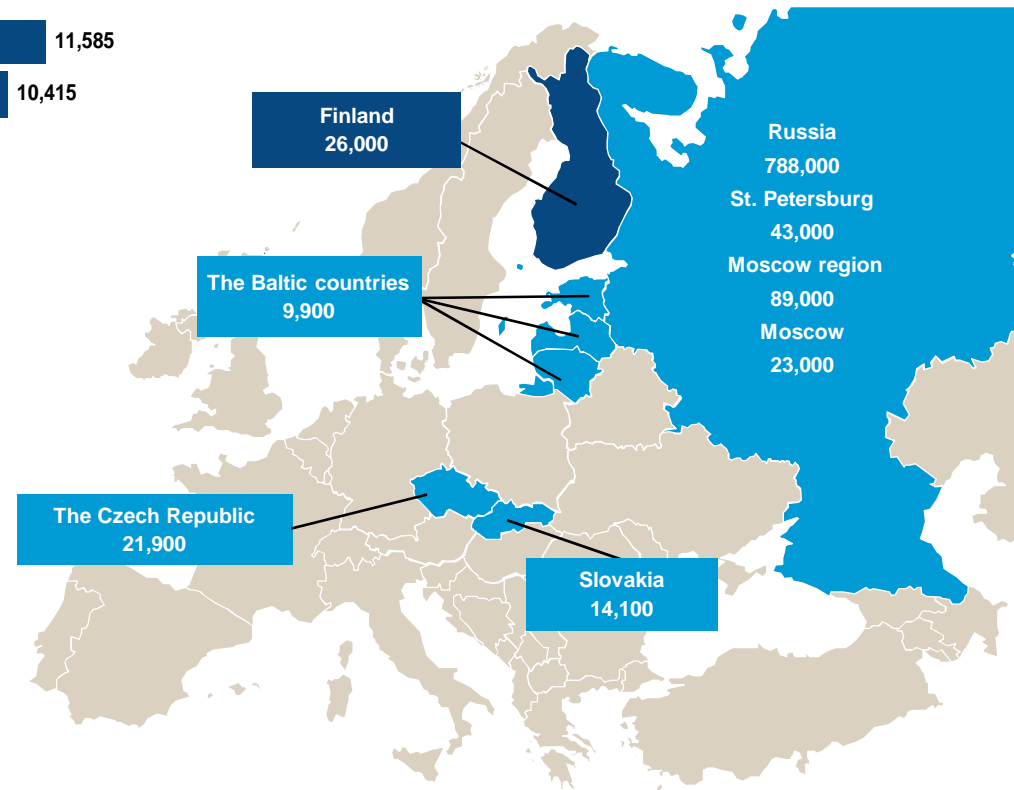 11,585
10,415
Finland
26,000
Russia
788,000
St. Petersburg
43,000
Moscow region
89,000
Moscow
23,000
The Baltic countries
9,900
The Czech Republic
21,900
Slovakia
14,100